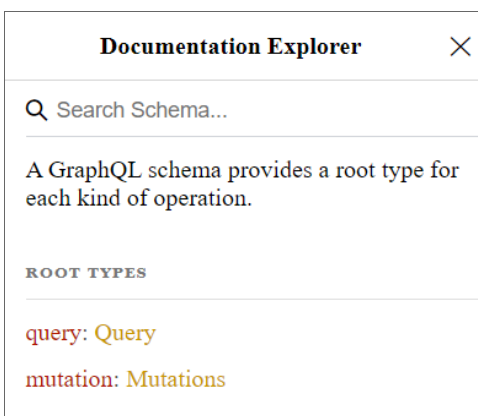 Documentation Explorer
Search Schema...
A GraphQL schema provides a root type for
each kind of operation.
ROOT TYPES
query: Query
mutation: Mutations